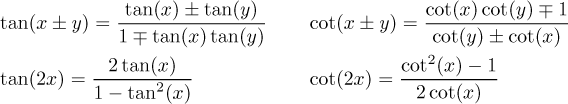 tan(x ± y) = (tan(x) ± tan(y)) / (1 ∓ tan(x) tan(y))    cot(x ± y) = (cot(x) cot(y) ∓ 1) / (cot(y) ± cot(x))
tan(2x) = (2 tan(x)) / (1 − tan²(x))    cot(2x) = (cot²(x) − 1) / (2 cot(x))